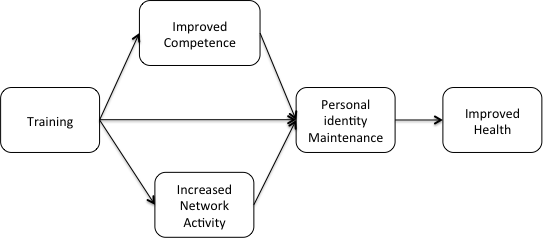 Improved
Competence
Training
Personal
identity
Maintenance
Improved
Health
Increased
Network
Activity